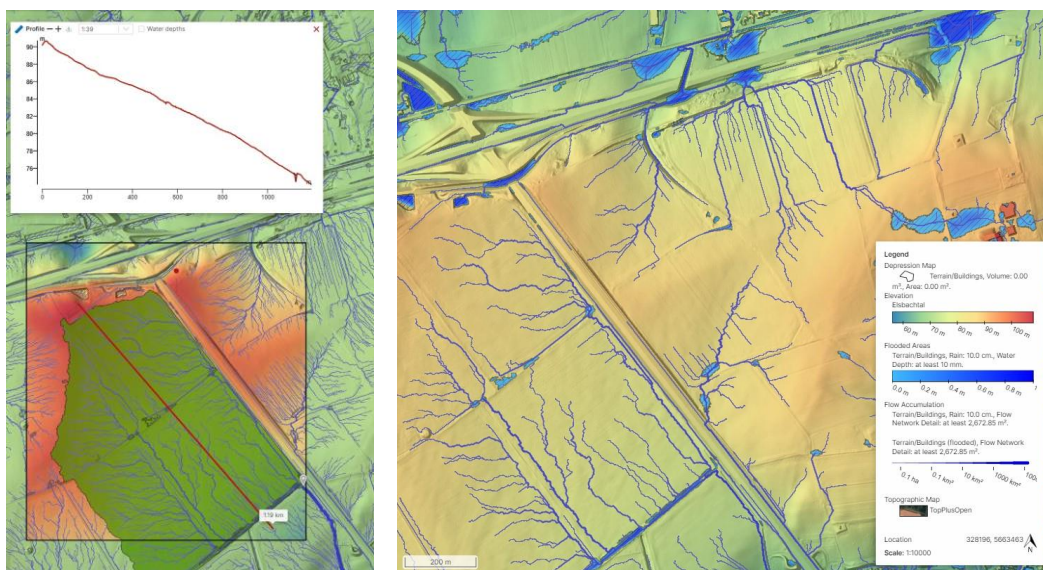 Profile
1:39
Water depths
m
90
88
86
84
82
80
78
76
0
200
400
600
800
1000
1.19 km
200 m
Legend
Depression Map
Terrain/Buildings, Volume: 0.00
m³., Area: 0.00 m².
Elevation
Elsbachtal
60 m
70 m
80 m
90 m
100 m
Flooded Areas
Terrain/Buildings, Rain: 10.0 cm., Water
Depth: at least 10 mm.
0.0 m
0.2 m
0.4 m
0.6 m
0.8 m
Flow Accumulation
Terrain/Buildings, Rain: 10.0 cm., Flow
Network Detail: at least 2,672.85 m².
Terrain/Buildings (flooded), Flow Network
Detail: at least 2,672.85 m².
0.1 ha
0.1 km²
10 km²
1000 km²
Topographic Map
TopPlusOpen
Location 328196, 5663463
Scale: 1:10000
N